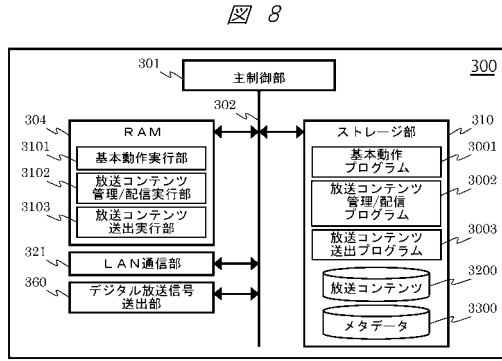 図 8
300
301
主制御部
302
304
RAM
3101
基本動作実行部
3102
放送コンテンツ
管理/配信実行部
3103
放送コンテンツ
送出実行部
321
LAN通信部
360
デジタル放送信号
送出部
310
ストレージ部
3001
基本動作
プログラム
3002
放送コンテンツ
管理/配信
プログラム
3003
放送コンテンツ
送出プログラム
3200
放送コンテンツ
3300
メタデータ